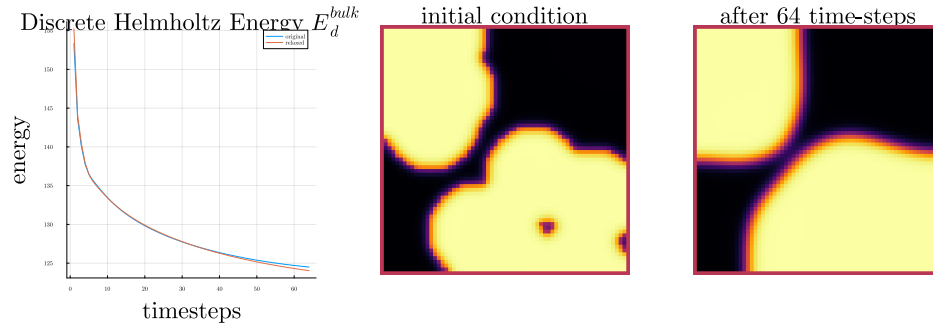 Discrete Helmholtz Energy E_d^{bulk}
initial condition
after 64 time-steps
original
relaxed
energy
155
150
145
140
135
130
125
0 10 20 30 40 50 60
timesteps